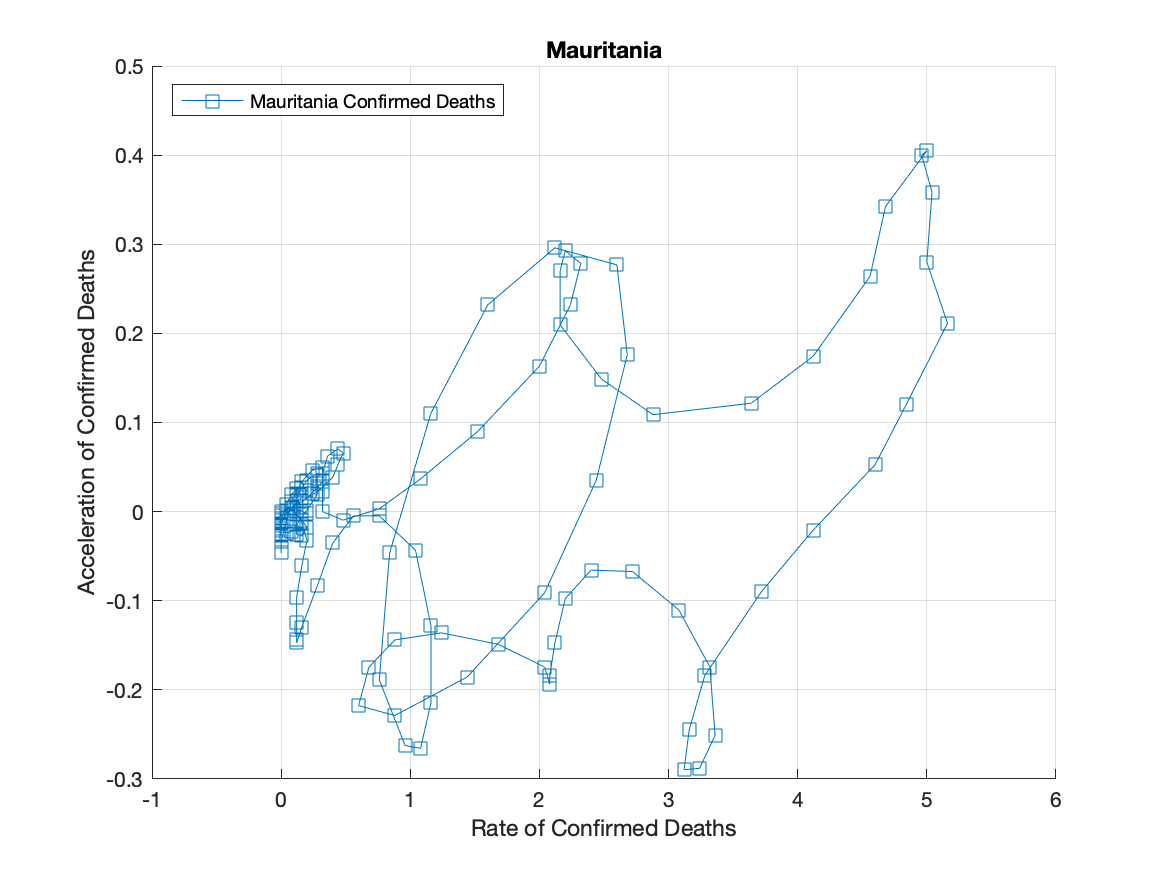 Mauritania
Mauritania Confirmed Deaths
0.5
0.4
0.3
0.2
0.1
0
-0.1
-0.2
-0.3
Acceleration of Confirmed Deaths
-1 0 1 2 3 4 5 6
Rate of Confirmed Deaths